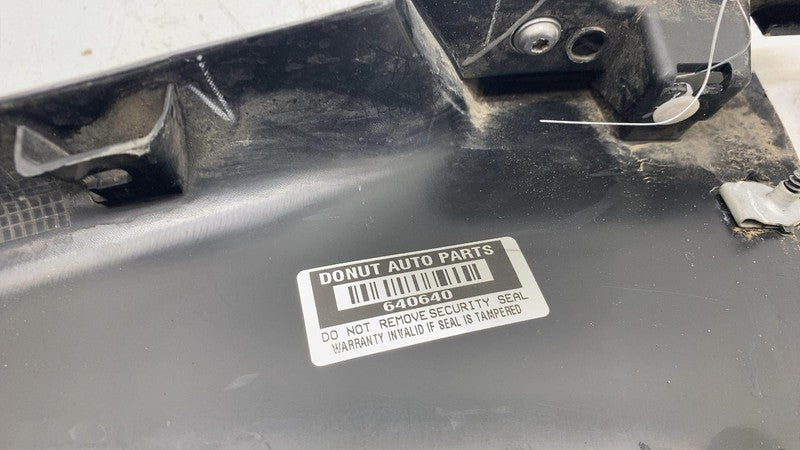 DONUT AUTO PARTS
640640
DO NOT REMOVE SECURITY SEAL
WARRANTY INVALID IF SEAL IS TAMPERED